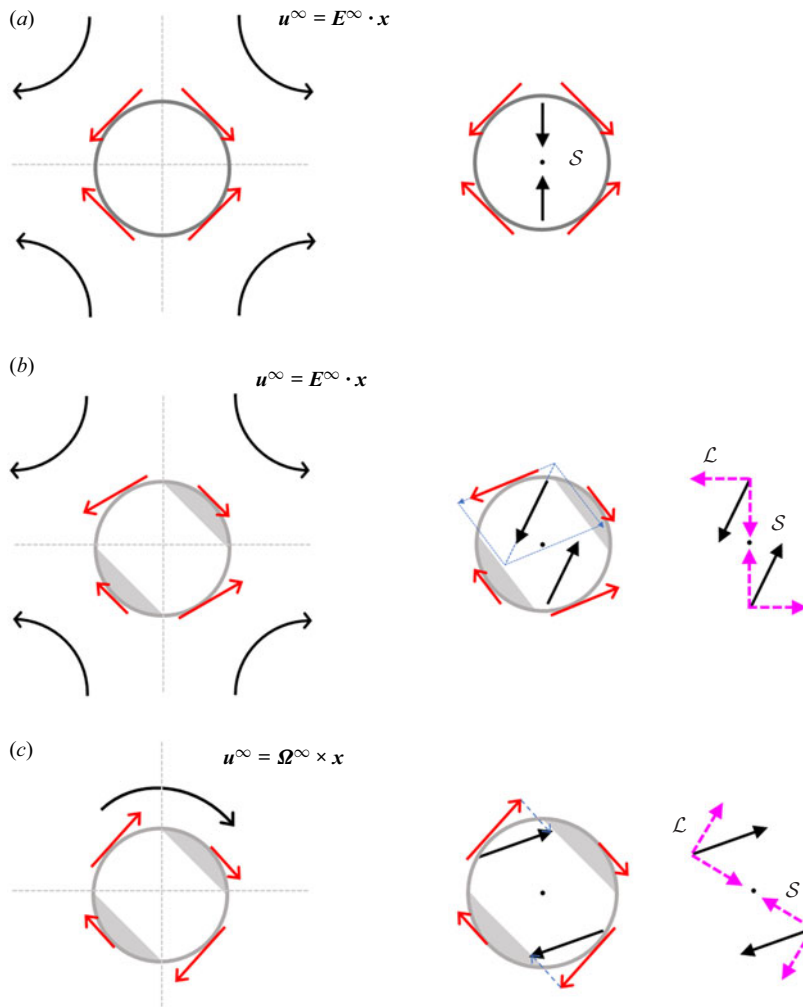 (a)
u∞ = E∞ · x
S
(b)
u∞ = E∞ · x
L
S
(c)
u∞ = Ω∞ × x
L
S